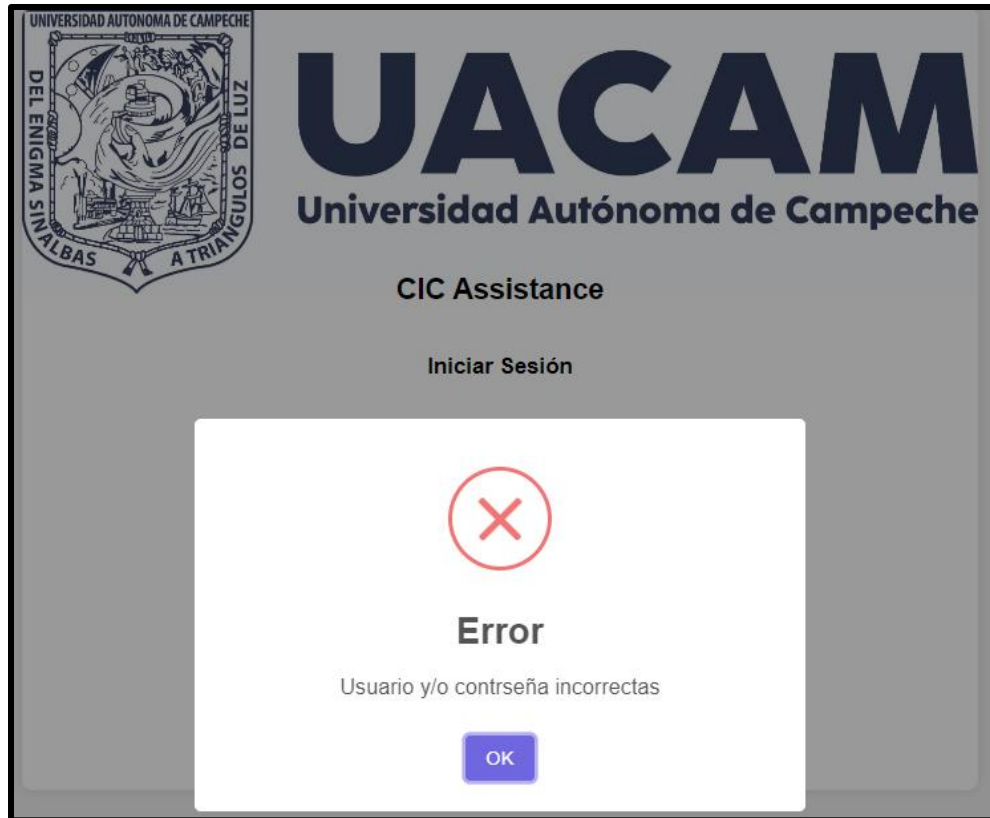 UNIVERSIDAD AUTONOMA DE CAMPECHE
DEL ENIGMA SIN ALBAS A TRIANGULOS DE LUZ
UACAM
Universidad Autónoma de Campeche
CIC Assistance
Iniciar Sesión
Error
Usuario y/o contrseña incorrectas
OK